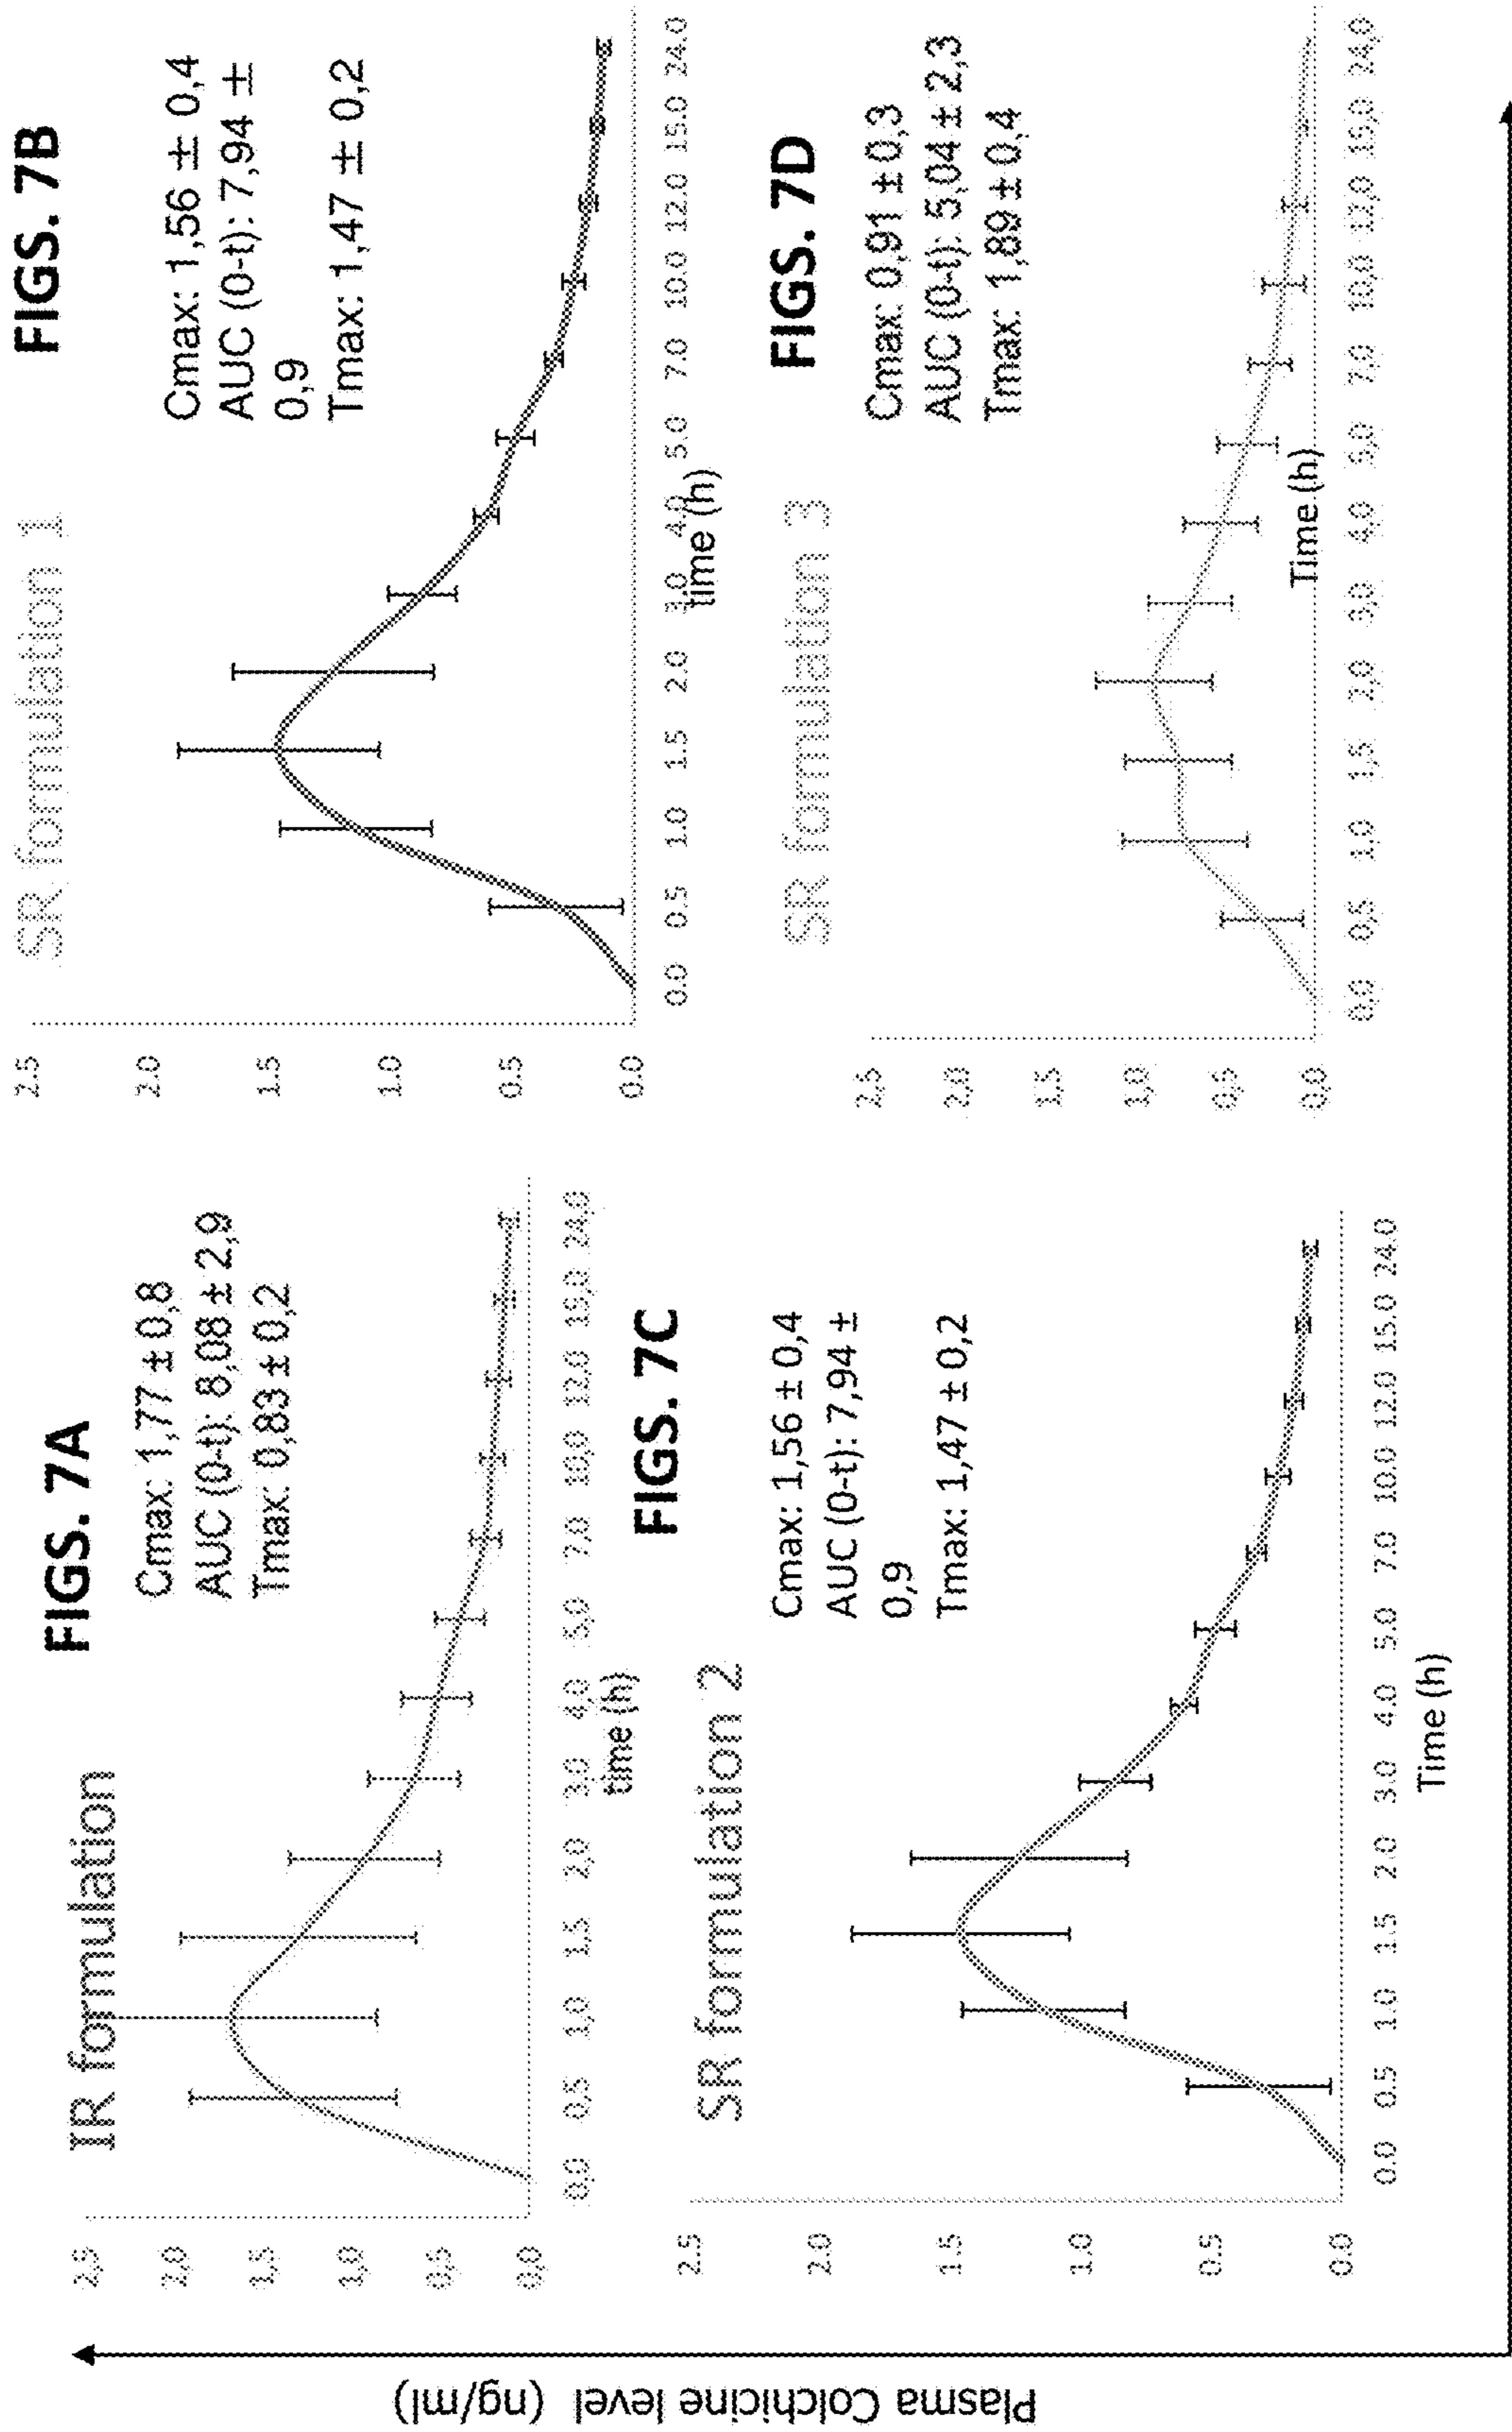 Plasma Colchicine level (ng/ml)
FIGS. 7A
IR formulation
Cmax: 1,77 ± 0,8
AUC (0-t): 8,08 ± 2,9
Tmax: 0,83 ± 0,2
2,5
2,0
1,5
1,0
0,5
0,0
0,0 0,5 1,0 1,5 2,0 3,0 4,0 5,0 7,0 10,0 12,0 15,0 24,0
time (h)
FIGS. 7B
SR formulation 1
Cmax: 1,56 ± 0,4
AUC (0-t): 7,94 ±
0,9
Tmax: 1,47 ± 0,2
2.5
2.0
1.5
1.0
0.5
0.0
0.0 0.5 1.0 1.5 2.0 3.0 4.0 5.0 7.0 10.0 12.0 15.0 24.0
time (h)
FIGS. 7C
SR formulation 2
Cmax: 1,56 ± 0,4
AUC (0-t): 7,94 ±
0,9
Tmax: 1,47 ± 0,2
2.5
2.0
1.5
1.0
0.5
0.0
0.0 0.5 1.0 1.5 2.0 3.0 4.0 5.0 7.0 10.0 12.0 15.0 24.0
Time (h)
FIGS. 7D
SR formulation 3
Cmax: 0,91 ± 0,3
AUC (0-t): 5,04 ± 2,3
Tmax: 1,89 ± 0,4
2,5
2,0
1,5
1,0
0,5
0,0
0,0 0,5 1,0 1,5 2,0 3,0 4,0 5,0 7,0 10,0 12,0 15,0 24,0
Time (h)